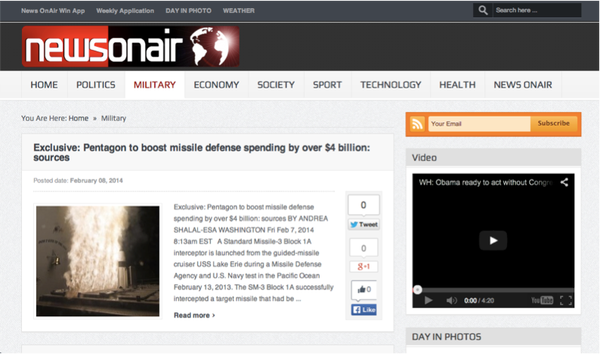 News OnAir Win App Weekly Application DAY IN PHOTO WEATHER Search here ...
newsonair
HOME POLITICS MILITARY ECONOMY SOCIETY SPORT TECHNOLOGY HEALTH NEWS ONAIR
You Are Here: Home » Military
Exclusive: Pentagon to boost missile defense spending by over $4 billion:
sources
Posted date: February 08, 2014
Exclusive: Pentagon to boost missile defense
spending by over $4 billion: sources BY ANDREA
SHALAL-ESA WASHINGTON Fri Feb 7, 2014
8:13am EST A Standard Missile-3 Block 1A
interceptor is launched from the guided-missile
cruiser USS Lake Erie during a Missile Defense
Agency and U.S. Navy test in the Pacific Ocean
February 13, 2013. The SM-3 Block 1A successfully
intercepted a target missile that had be ...
Read more ›
0
Tweet
0
g+1
0
Like
Your Email Subscribe
Video
WH: Obama ready to act without Congr
0:00 / 4:20 YouTube
DAY IN PHOTOS